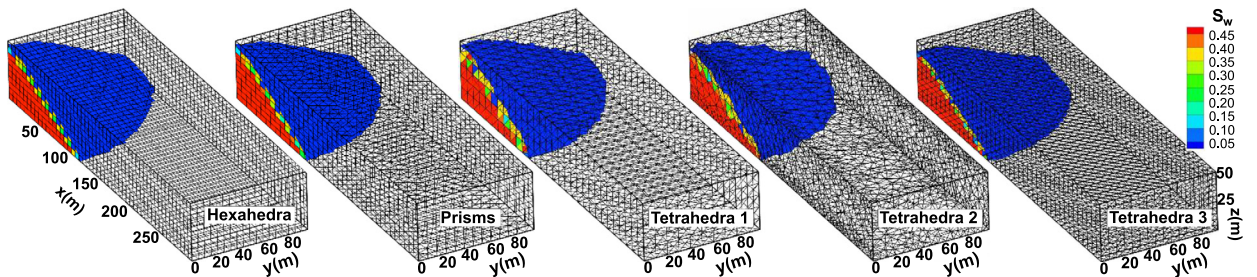 S_w
0.45
0.40
0.35
0.30
0.25
0.20
0.15
0.10
0.05
50
100
150
200
250
x(m)
Hexahedra
Prisms
Tetrahedra 1
Tetrahedra 2
Tetrahedra 3
0 20 40 60 80
y(m)
0 20 40 60 80
y(m)
0 20 40 60 80
y(m)
0 20 40 60 80
y(m)
0 20 40 60 80
y(m)
50
25
0
z(m)